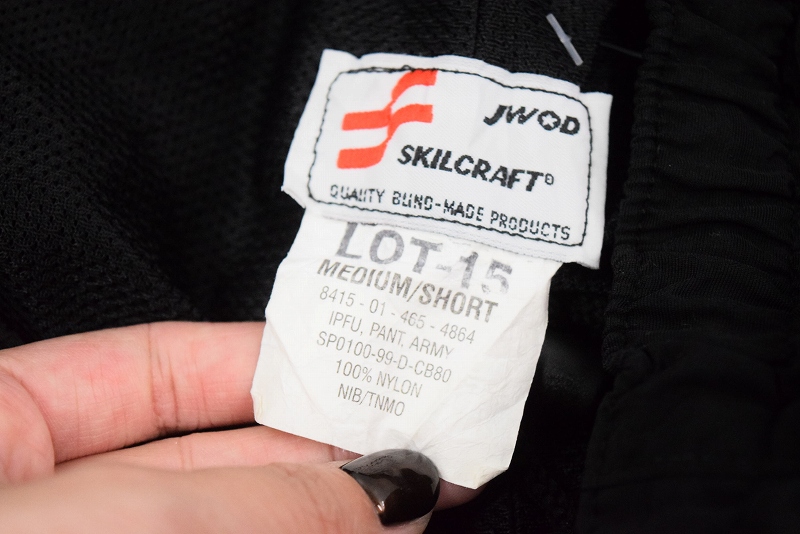 JWOD
SKILCRAFT®
QUALITY BLIND-MADE PRODUCTS
LOT-15
MEDIUM/SHORT
8415 - 01 - 465 - 4864
IPFU, PANT, ARMY
SP0100-99-D-CB80
100% NYLON
NIB/TNMO